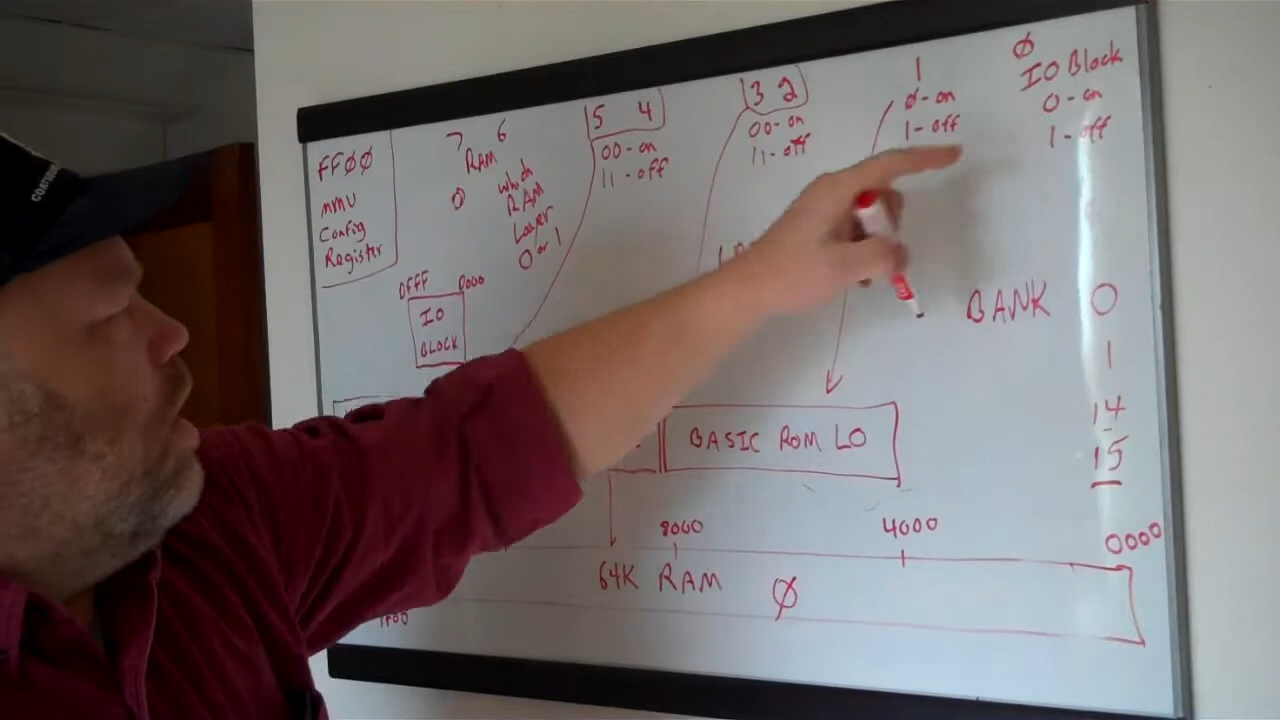 FF00
MMU
Config
Register
7 6
RAM
0 which
RAM
Layer
0 or 1
5 4
00-on
11-off
3 2
00-on
11-off
1
0-on
1-off
0
IO Block
0-on
1-off
DFFF D000
IO
BLOCK
BANK 0
1
14
15
BASIC ROM LO
8000 4000 0000
64K RAM 0